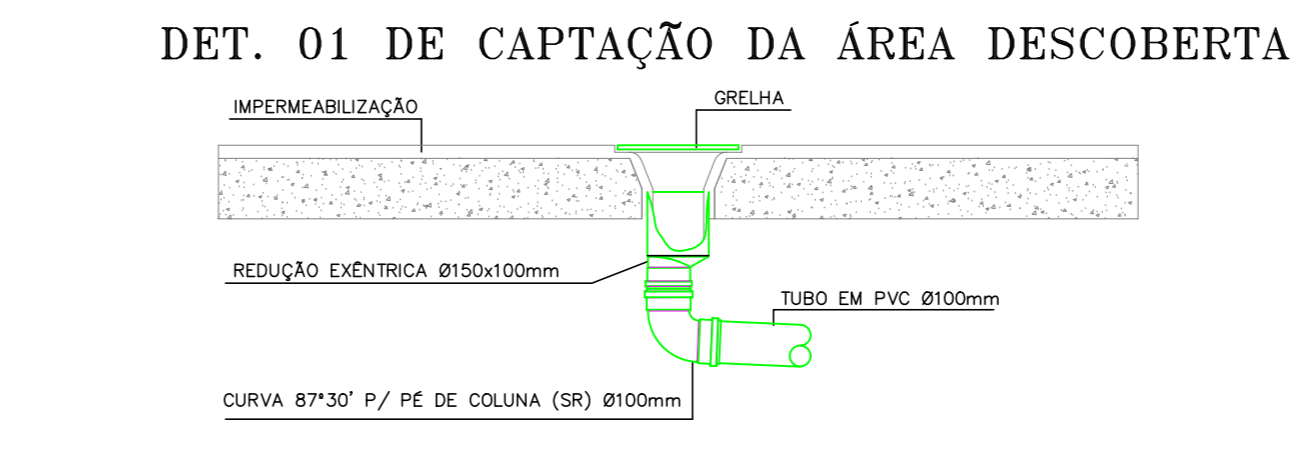 DET. 01 DE CAPTAÇÃO DA ÁREA DESCOBERTA
GRELHA
IMPERMEABILIZAÇÃO
REDUÇÃO EXÊNTRICA Ø150x100mm
TUBO EM PVC Ø100mm
CURVA 87°30' P/ PÉ DE COLUNA (SR) Ø100mm